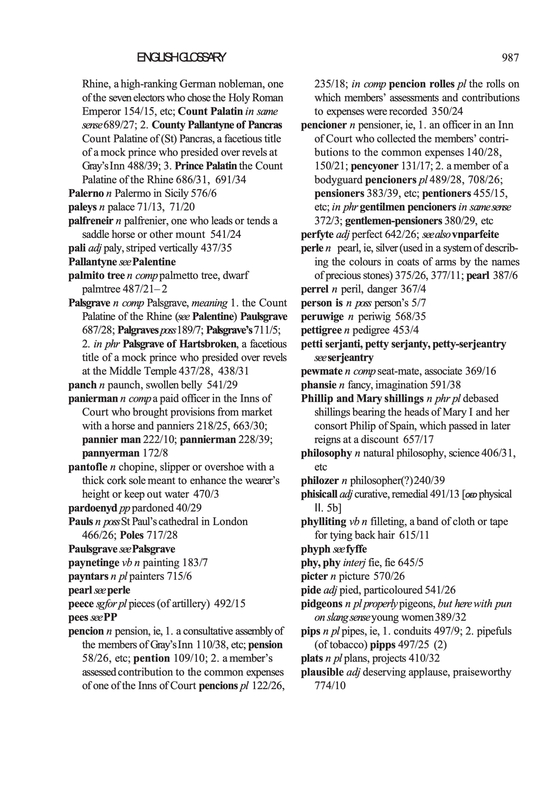 ENGLISH GLOSSARY
987
Rhine, a high-ranking German nobleman, one
of the seven electors who chose the Holy Roman
Emperor 154/15, etc; Count Palatin in same
sense 689/27; 2. County Pallantyne of Pancras
Count Palatine of (St) Pancras, a facetious title
of a mock prince who presided over revels at
Gray'sInn 488/39; 3. Prince Palatin the Count
Palatine of the Rhine 686/31, 691/34
Palerno n Palermo in Sicily 576/6
paleys n palace 71/13, 71/20
palfreneir n palfrenier, one who leads or tends a
saddle horse or other mount 541/24
pali adj paly, striped vertically 437/35
Pallantyne see Palentine
palmito tree n comp palmetto tree, dwarf
palmtree 487/21–2
Palsgrave n comp Palsgrave, meaning 1. the Count
Palatine of the Rhine (see Palentine) Paulsgrave
687/28; Palgraves poss 189/7; Palsgrave's 711/5;
2. in phr Palsgrave of Hartsbroken, a facetious
title of a mock prince who presided over revels
at the Middle Temple 437/28, 438/31
panch n paunch, swollen belly 541/29
panierman n comp a paid officer in the Inns of
Court who brought provisions from market
with a horse and panniers 218/25, 663/30;
pannier man 222/10; pannierman 228/39;
pannyerman 172/8
pantofle n chopine, slipper or overshoe with a
thick cork sole meant to enhance the wearer's
height or keep out water 470/3
pardoenyd pp pardoned 40/29
Pauls n poss St Paul's cathedral in London
466/26; Poles 717/28
Paulsgrave see Palsgrave
paynetinge vb n painting 183/7
payntars n pl painters 715/6
pearl see perle
peece sg for pl pieces (of artillery) 492/15
pees see PP
pencion n pension, ie, 1. a consultative assembly of
the members of Gray'sInn 110/38, etc; pension
58/26, etc; pention 109/10; 2. a member's
assessed contribution to the common expenses
of one of the Inns of Court pencions pl 122/26,
235/18; in comp pencion rolles pl the rolls on
which members' assessments and contributions
to expenses were recorded 350/24
pencioner n pensioner, ie, 1. an officer in an Inn
of Court who collected the members' contri-
butions to the common expenses 140/28,
150/21; pencyoner 131/17; 2. a member of a
bodyguard pencioners pl 489/28, 708/26;
pensioners 383/39, etc; pentioners 455/15,
etc; in phr gentilmen pencioners in same sense
372/3; gentlemen-pensioners 380/29, etc
perfyte adj perfect 642/26; see also vnparfeite
perle n pearl, ie, silver (used in a system of describ-
ing the colours in coats of arms by the names
of precious stones) 375/26, 377/11; pearl 387/6
perrel n peril, danger 367/4
person is n poss person's 5/7
peruwige n periwig 568/35
pettigree n pedigree 453/4
petti serjanti, petty serjanty, petty-serjeantry
see serjeantry
pewmate n comp seat-mate, associate 369/16
phansie n fancy, imagination 591/38
Phillip and Mary shillings n phr pl debased
shillings bearing the heads of Mary I and her
consort Philip of Spain, which passed in later
reigns at a discount 657/17
philosophy n natural philosophy, science 406/31,
etc
philozer n philosopher(?) 240/39
phisicall adj curative, remedial 491/13 [OED physical
II. 5b]
phylliting vb n filleting, a band of cloth or tape
for tying back hair 615/11
phyph see fyffe
phy, phy interj fie, fie 645/5
picter n picture 570/26
pide adj pied, particoloured 541/26
pidgeons n pl properly pigeons, but here with pun
on slang sense young women 389/32
pips n pl pipes, ie, 1. conduits 497/9; 2. pipefuls
(of tobacco) pipps 497/25 (2)
plats n pl plans, projects 410/32
plausible adj deserving applause, praiseworthy
774/10